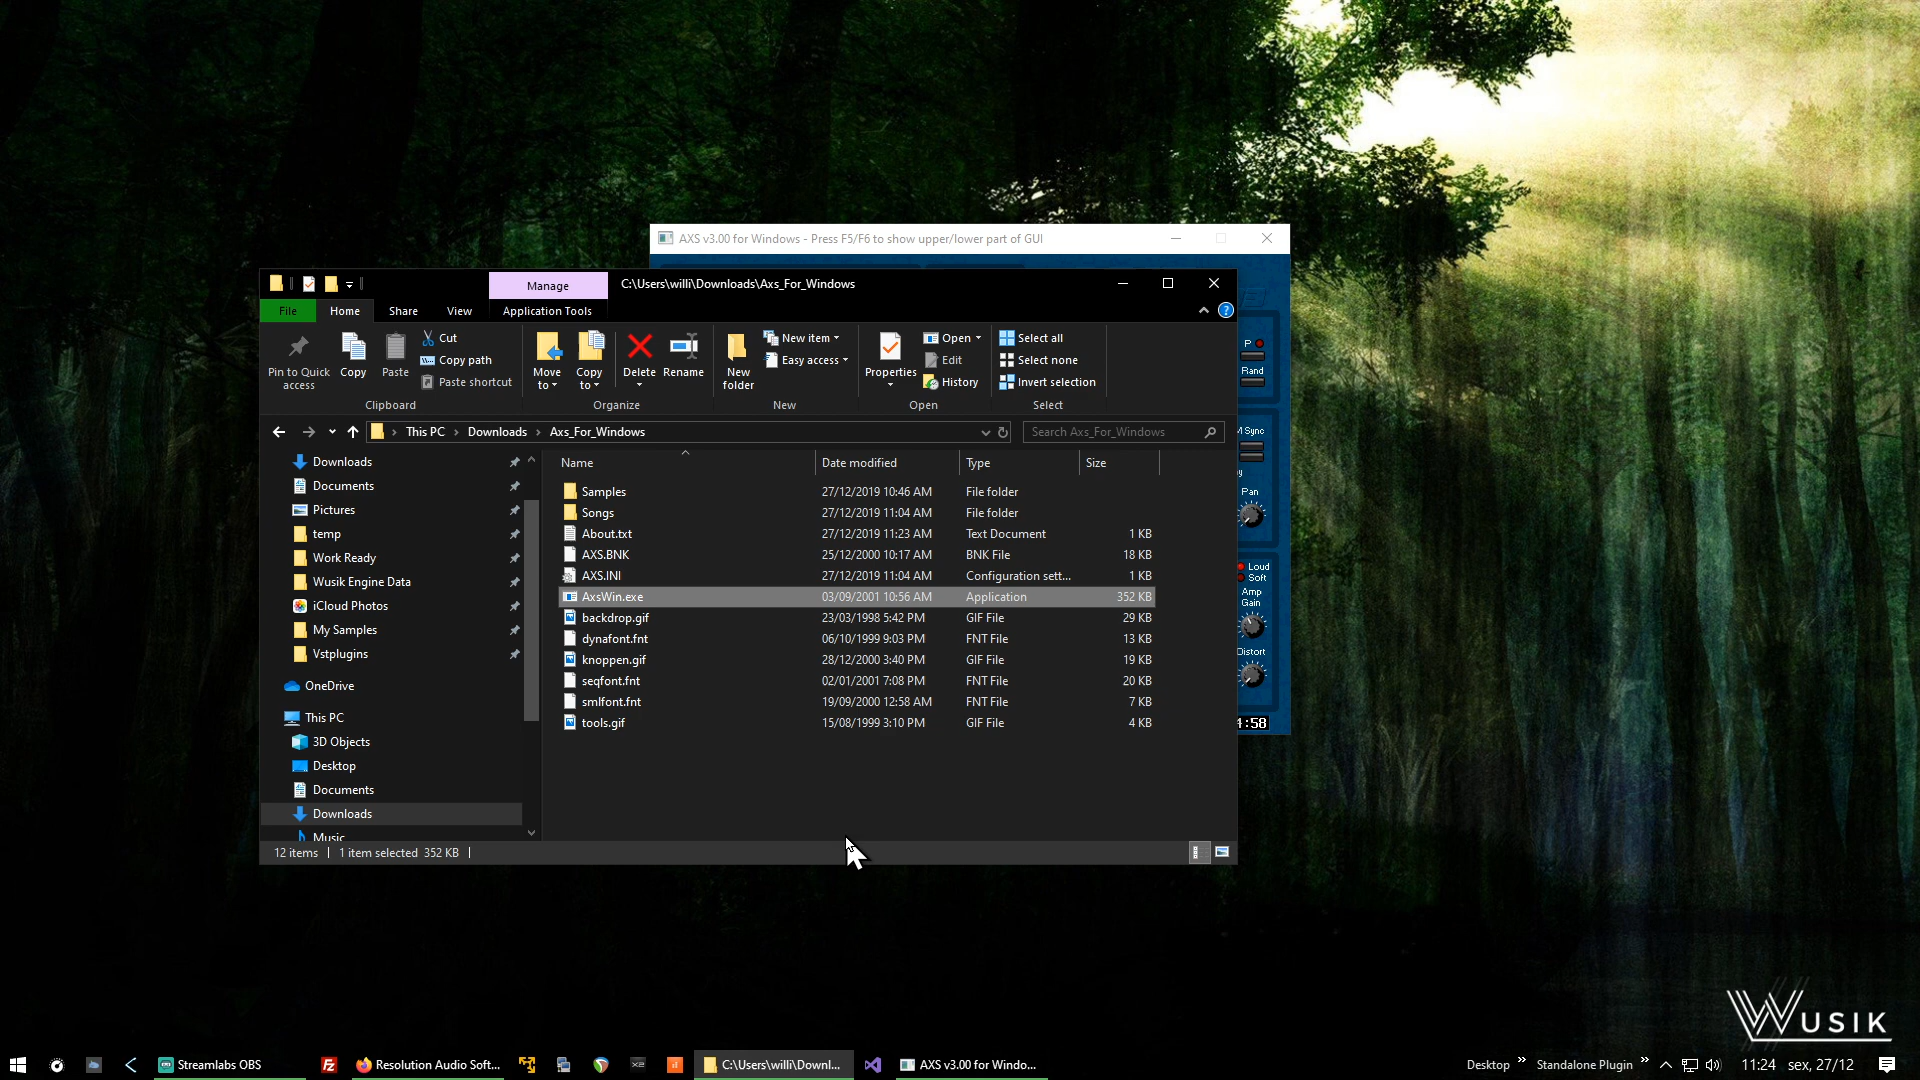 AXS v3.00 for Windows - Press F5/F6 to show upper/lower part of GUI
Manage
C:\Users\willi\Downloads\Axs_For_Windows
File
Home
Share
View
Application Tools
Pin to Quick access
Copy
Paste
Cut
Copy path
Paste shortcut
Clipboard
Move to
Copy to
Delete
Rename
Organize
New folder
New item
Easy access
New
Properties
Open
Edit
History
Open
Select all
Select none
Invert selection
Select
This PC
Downloads
Axs_For_Windows
Search Axs_For_Windows
Downloads
Documents
Pictures
temp
Work Ready
Wusik Engine Data
iCloud Photos
My Samples
Vstplugins
OneDrive
This PC
3D Objects
Desktop
Documents
Downloads
Music
Name Date modified Type Size
Samples 27/12/2019 10:46 AM File folder
Songs 27/12/2019 11:04 AM File folder
About.txt 27/12/2019 11:23 AM Text Document 1 KB
AXS.BNK 25/12/2000 10:17 AM BNK File 18 KB
AXS.INI 27/12/2019 11:04 AM Configuration sett... 1 KB
AxsWin.exe 03/09/2001 10:56 AM Application 352 KB
backdrop.gif 23/03/1998 5:42 PM GIF File 29 KB
dynafont.fnt 06/10/1999 9:03 PM FNT File 13 KB
knoppen.gif 28/12/2000 3:40 PM GIF File 19 KB
seqfont.fnt 02/01/2001 7:08 PM FNT File 20 KB
smlfont.fnt 19/09/2000 12:58 AM FNT File 7 KB
tools.gif 15/08/1999 3:10 PM GIF File 4 KB
12 items 1 item selected 352 KB
P
Rand
M Sync
Pan
Loud
Soft
Amp
Gain
Distort
:58
WUSIK
Streamlabs OBS
Resolution Audio Soft...
C:\Users\willi\Downl...
AXS v3.00 for Windo...
Desktop
Standalone Plugin
11:24 sex, 27/12